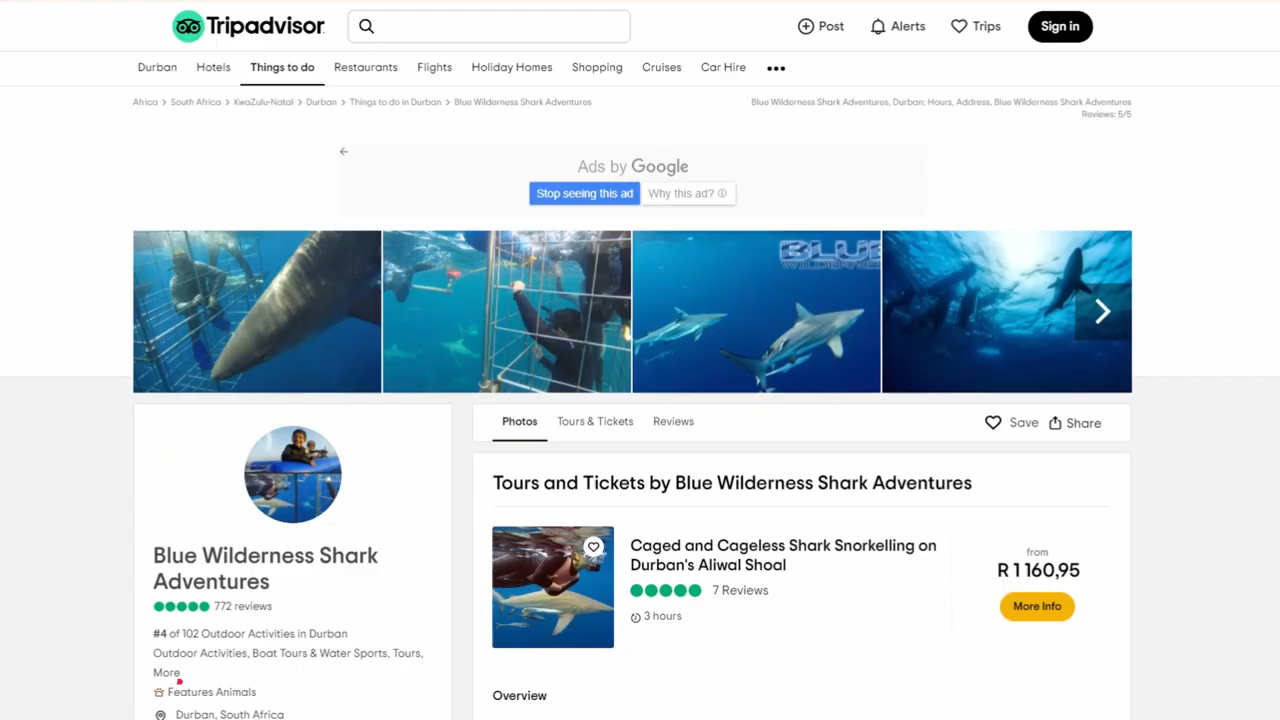 Tripadvisor
Post
Alerts
Trips
Sign in
Durban
Hotels
Things to do
Restaurants
Flights
Holiday Homes
Shopping
Cruises
Car Hire
Africa > South Africa > KwaZulu-Natal > Durban > Things to do in Durban > Blue Wilderness Shark Adventures
Blue Wilderness Shark Adventures, Durban: Hours, Address, Blue Wilderness Shark Adventures
Reviews: 5/5
Ads by Google
Stop seeing this ad
Why this ad?
BLUE
WILDERNE
Photos
Tours & Tickets
Reviews
Save
Share
Blue Wilderness Shark
Adventures
772 reviews
#4 of 102 Outdoor Activities in Durban
Outdoor Activities, Boat Tours & Water Sports, Tours,
More
Features Animals
Durban, South Africa
Tours and Tickets by Blue Wilderness Shark Adventures
Caged and Cageless Shark Snorkelling on
Durban's Aliwal Shoal
7 Reviews
3 hours
from
R 1 160,95
More Info
Overview